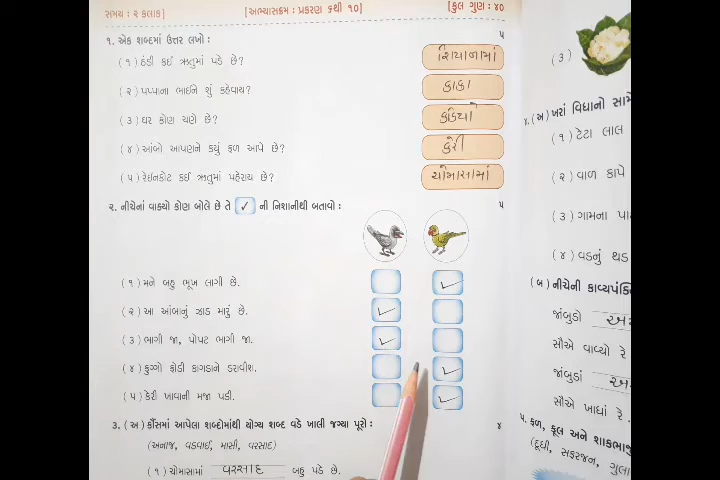 સમય : ૨ કલાક]
[અભ્યાસક્રમ : પ્રકરણ ૬થી ૧૦]
[કુલ ગુણ : ૪૦
૧. એક શબ્દમાં ઉત્તર લખો :
૫
(૧) ઠંડી કઈ ઋતુમાં પડે છે?
શિયાળામાં
(૨) પપ્પાના ભાઈને શું કહેવાય?
કાકા
(૩) ઘર કોણ ચણે છે?
કડિયો
(૪) આંબો આપણને કયું ફળ આપે છે?
કેરી
(૫) રેઈનકોટ કઈ ઋતુમાં પહેરાય છે?
ચોમાસામાં
૨. નીચેનાં વાક્યો કોણ બોલે છે તે ✓ ની નિશાનીથી બતાવો :
૫
(૧) મને બહુ ભૂખ લાગી છે.
(૨) આ આંબાનું ઝાડ મારું છે.
(૩) ભાગી જા, પોપટ ભાગી જા.
(૪) ફુગ્ગો ફોડી કાગડાને ડરાવીશ.
(૫) કેરી ખાવાની મજા પડી.
૩. (અ) કૌંસમાં આપેલા શબ્દોમાંથી યોગ્ય શબ્દ વડે ખાલી જગ્યા પૂરો :
૪
(અનાજ, વડવાઈ, માસી, વરસાદ)
(૧) ચોમાસામાં વરસાદ બહુ પડે છે.
(૩)
૪. (અ) ખરાં વિધાનો સામે
(૧) ટેટા લાલ
(૨) વાળ કાપે
(૩) ગામના પા
(૪) વડનું થડ
(બ) નીચેની કાવ્યપંક્તિ
જાંબુડો
સૌએ વાવ્યો રે
જાંબુડાં
સૌએ ખાધાં રે.
૫. ફળ, ફૂલ અને શાકભાજી
(દૂધી, સફરજન, ગુલા